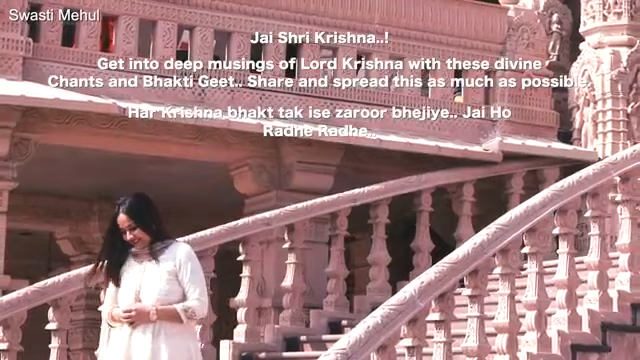 Swasti Mehul
Jai Shri Krishna..!
Get into deep musings of Lord Krishna with these divine
Chants and Bhakti Geet.. Share and spread this as much as possible
Har Krishna bhakt tak ise zaroor bhejiye.. Jai Ho
Radhe Radhe..